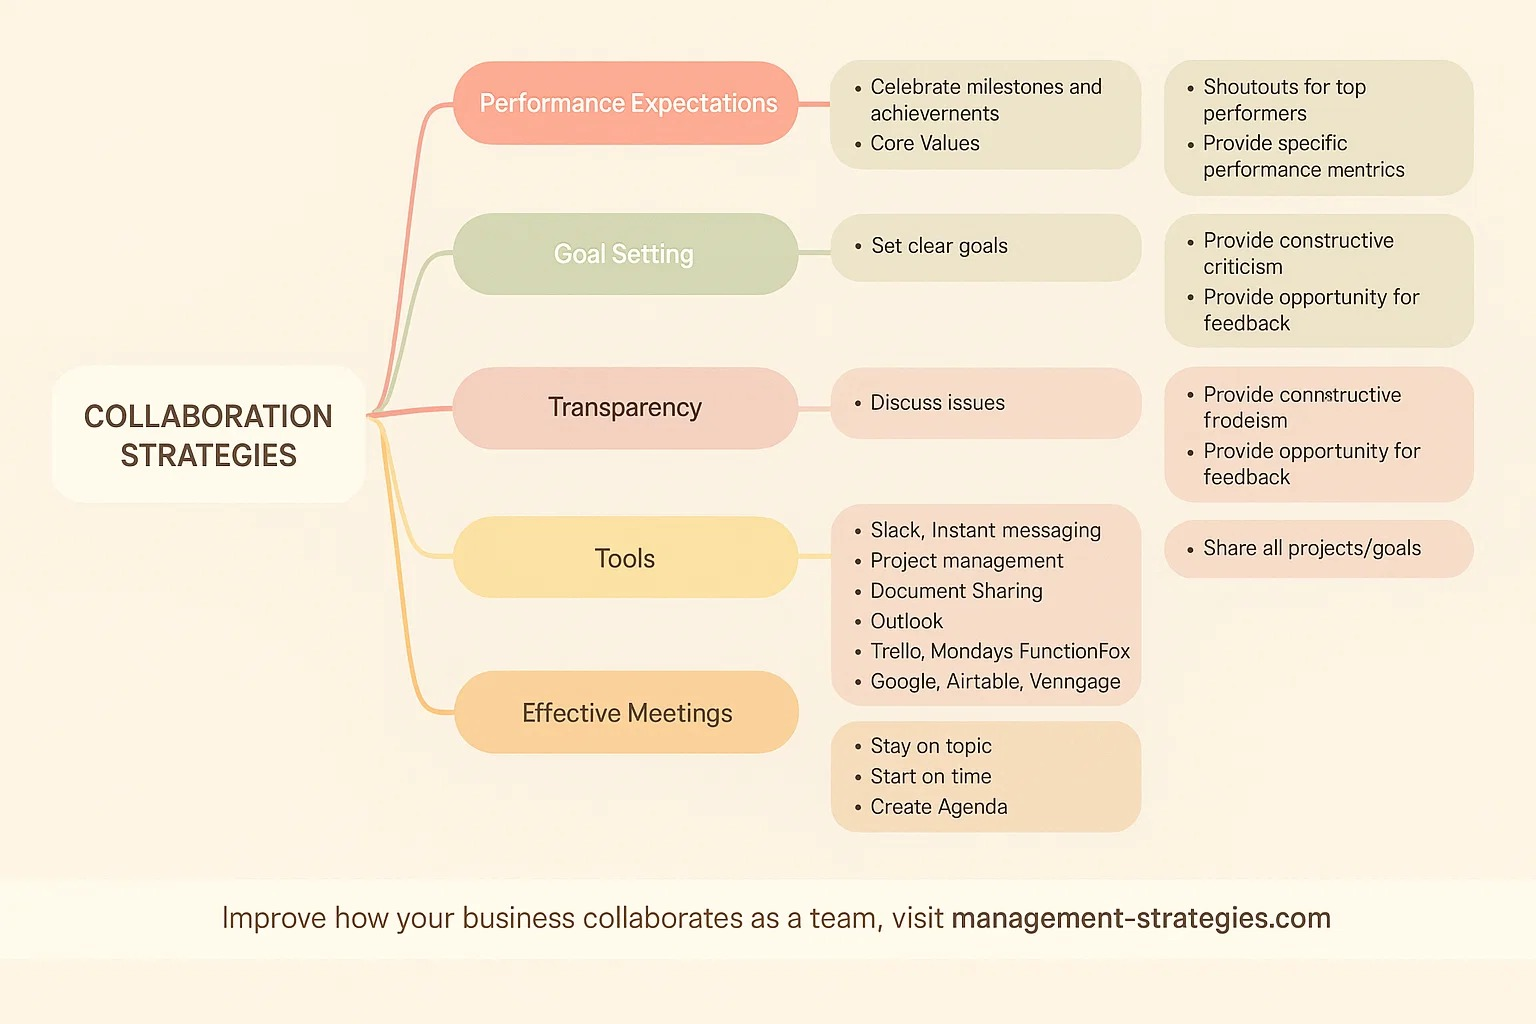 COLLABORATION
STRATEGIES
Performance Expectations
• Celebrate milestones and
achievernents
• Core Values
• Shoutouts for top
performers
• Provide specific
performance mentrics
Goal Setting
• Set clear goals
• Provide constructive
criticism
• Provide opportunity for
feedback
Transparency
• Discuss issues
• Provide connstructive
frodeism
• Provide opportunity for
feedback
Tools
• Slack, Instant messaging
• Project management
• Document Sharing
• Outlook
• Trello, Mondays FunctionFox
• Google, Airtable, Venngage
• Share all projects/goals
Effective Meetings
• Stay on topic
• Start on time
• Create Agenda
Improve how your business collaborates as a team, visit management-strategies.com